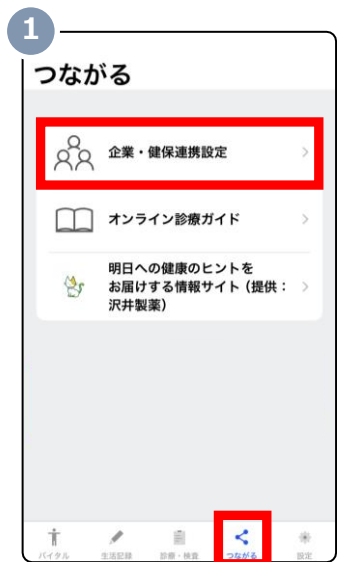 1
つながる
企業・健保連携設定
オンライン診療ガイド
明日への健康のヒントを
お届けする情報サイト（提供：
沢井製薬）
バイタル 生活記録 診療・検査 つながる 設定